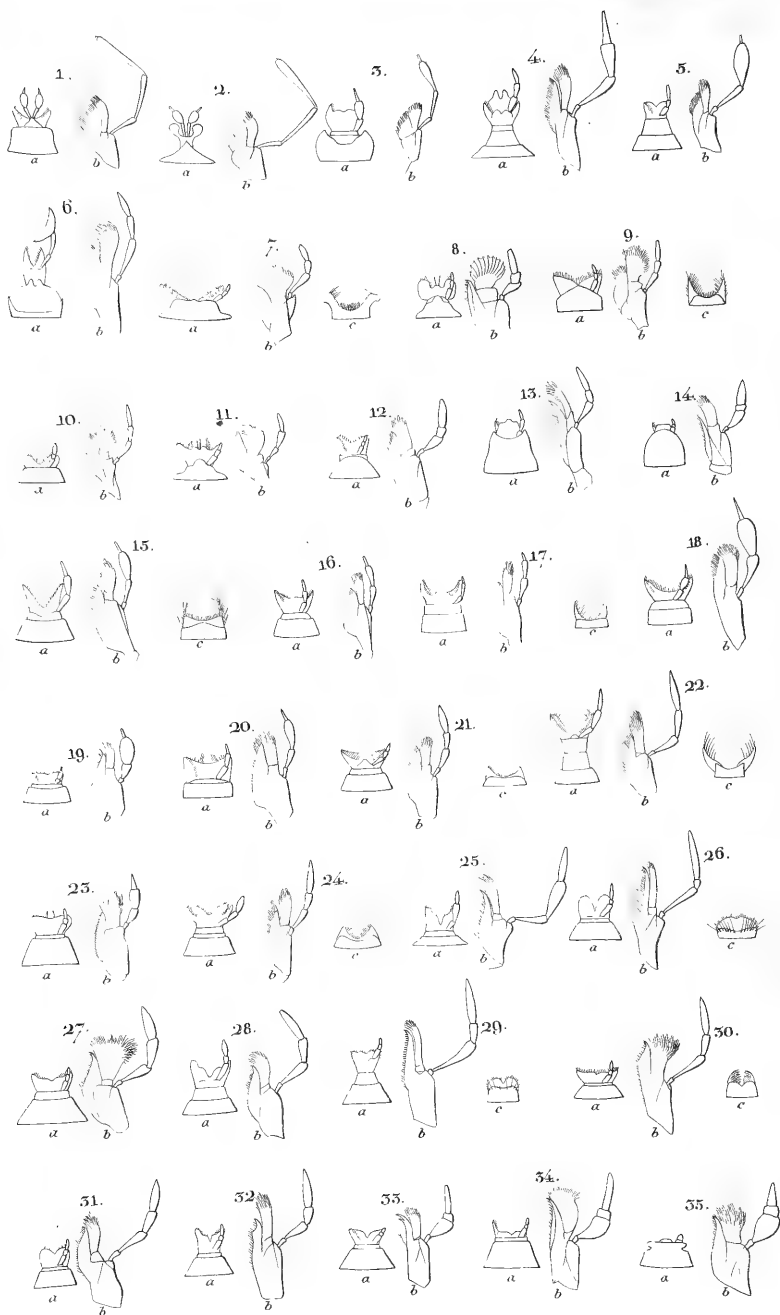 1. 2. 3. 4. 5.
a b a b a b a b a b
6. 7. 8. 9.
a b a b c a b a b c
10. 11. 12. 13. 14.
a b a b a b a b a b
15. 16. 17. 18.
a b c a b a b c a b
19. 20. 21. 22.
a b a b a b c a b c
23. 24. 25. 26.
a b a b c a b a b c
27. 28. 29. 30.
a b a b a b c a b c
31. 32. 33. 34. 35.
a b a b a b a b a b